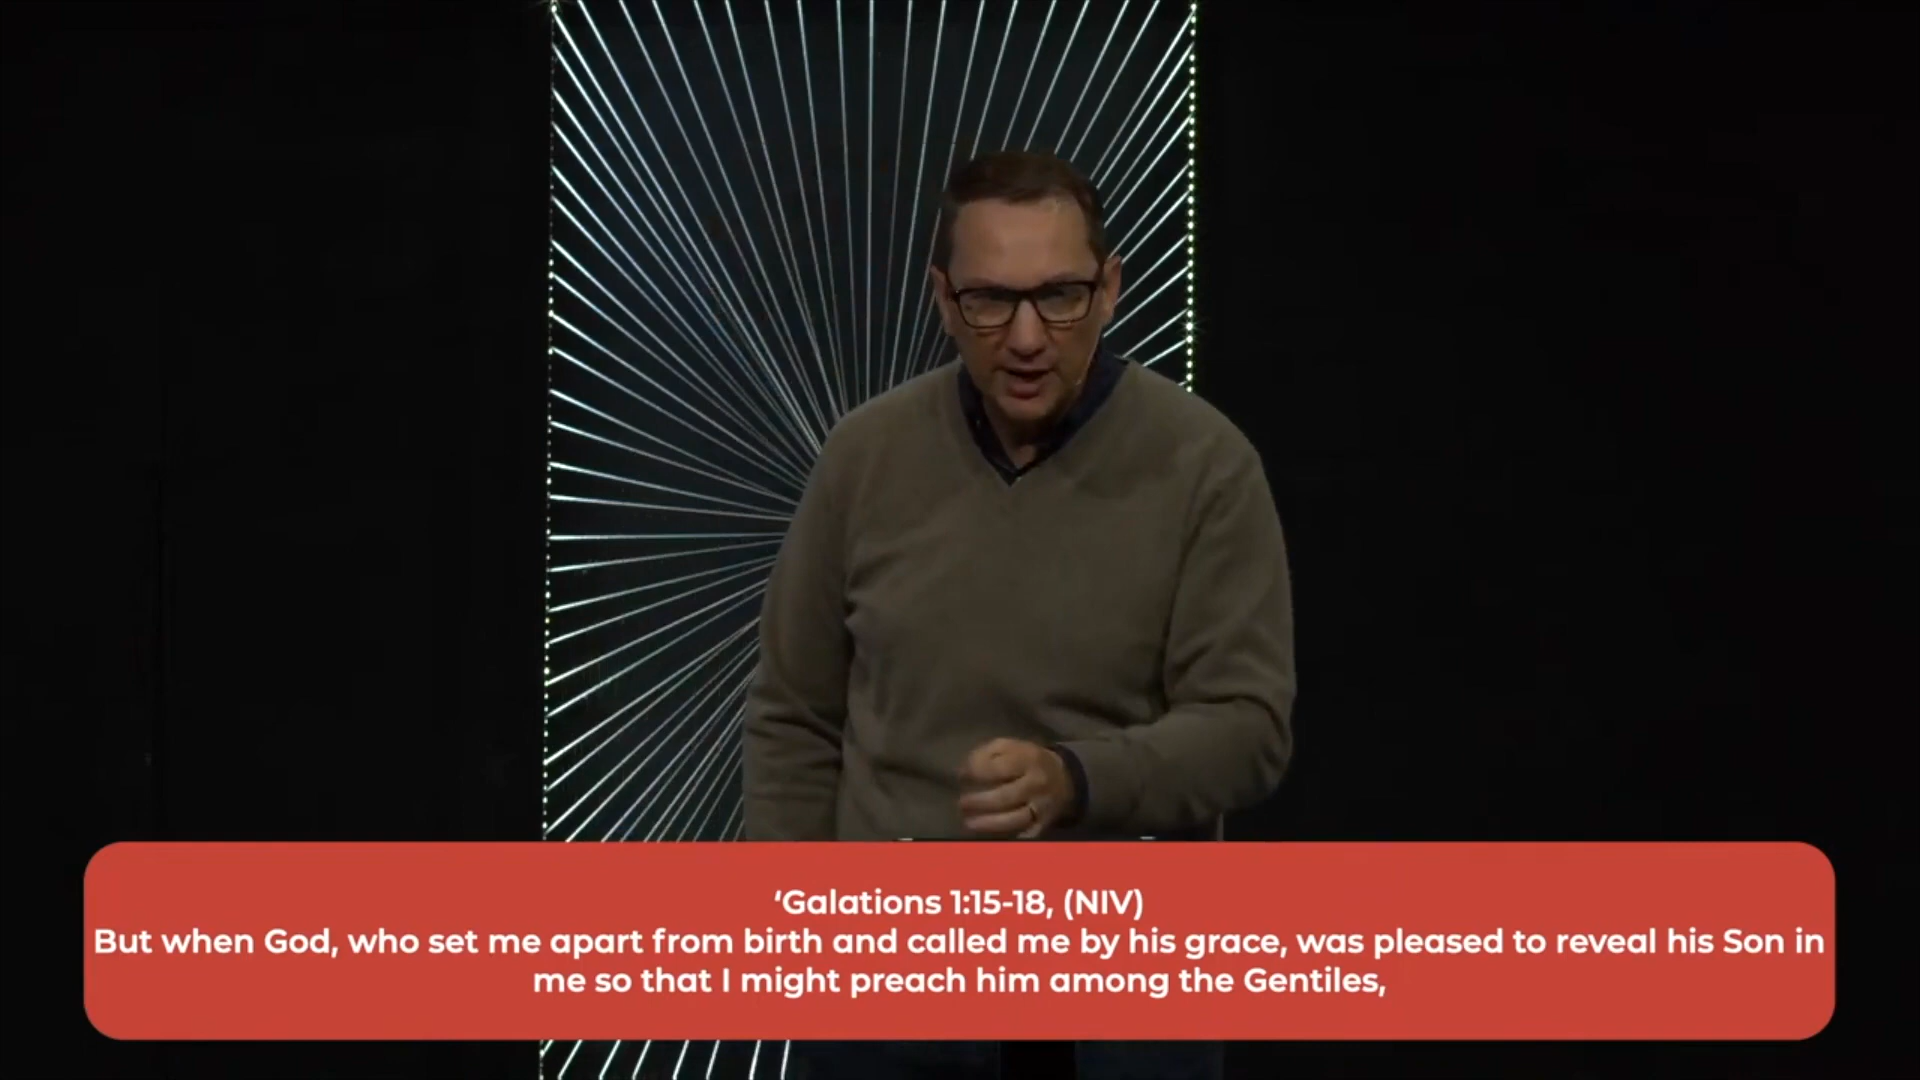 ‘Galations 1:15-18, (NIV)
But when God, who set me apart from birth and called me by his grace, was pleased to reveal his Son in
me so that I might preach him among the Gentiles,